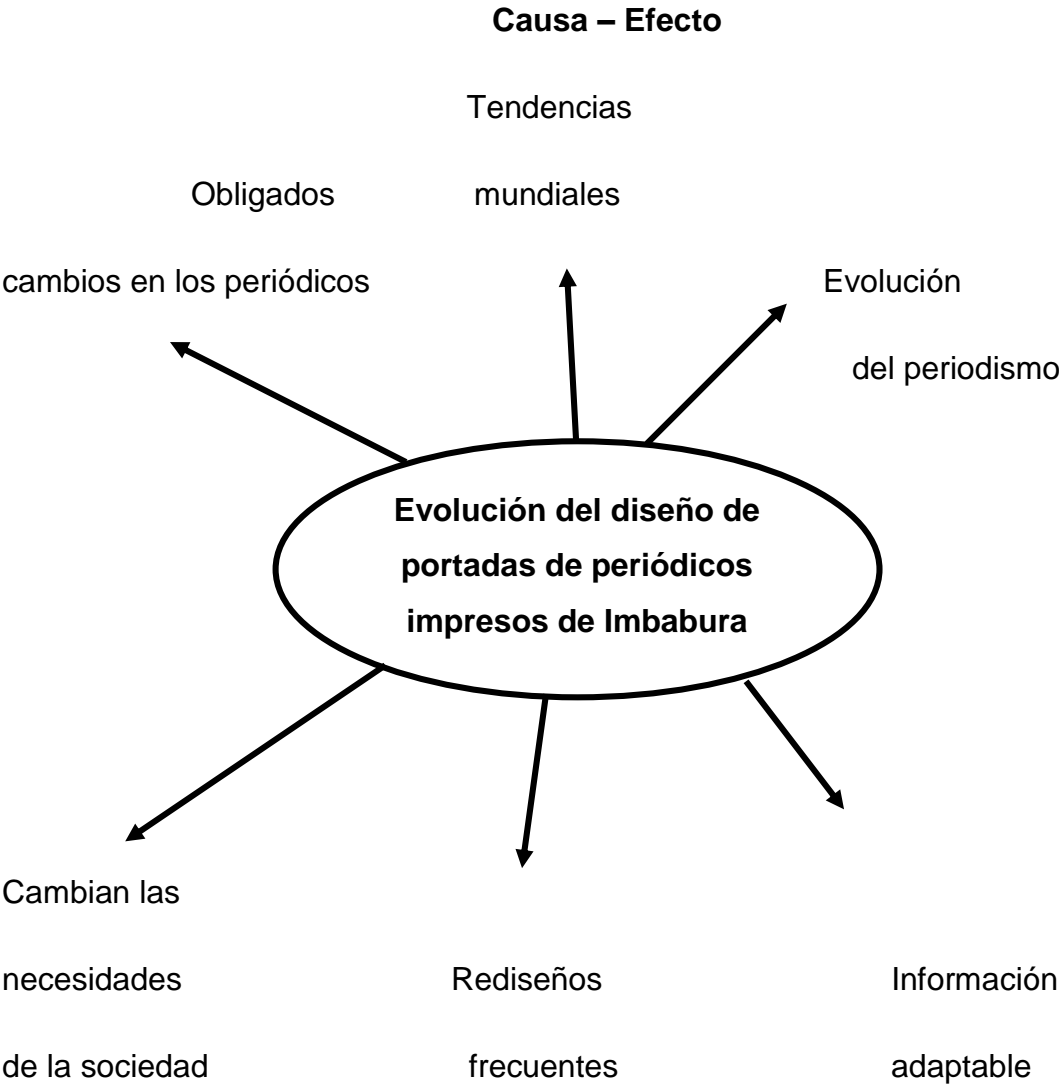 Causa – Efecto
Tendencias
Obligados mundiales
cambios en los periódicos Evolución
del periodismo
Evolución del diseño de
portadas de periódicos
impresos de Imbabura
Cambian las
necesidades Rediseños Información
de la sociedad frecuentes adaptable